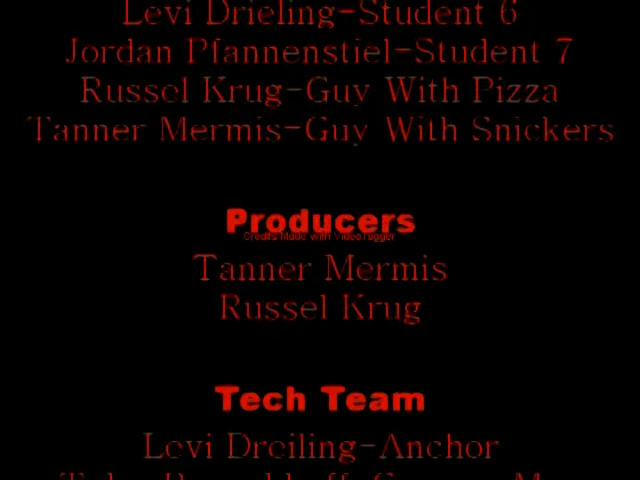 Levi Drieling-Student 6
Jordan Pfannenstiel-Student 7
Russel Krug-Guy With Pizza
Tanner Mermis-Guy With Snickers
Producers
Credits Made with VideoTagger
Tanner Mermis
Russel Krug
Tech Team
Levi Dreiling-Anchor